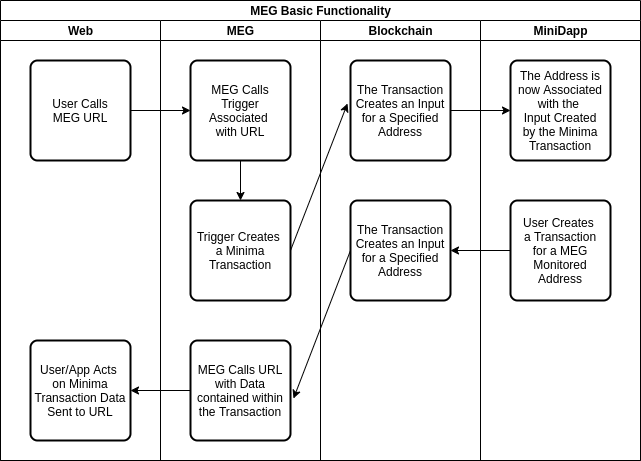 MEG Basic Functionality
Web
MEG
Blockchain
MiniDapp
User Calls
MEG URL
MEG Calls
Trigger
Associated
with URL
The Transaction
Creates an Input
for a Specified
Address
The Address is
now Associated
with the
Input Created
by the Minima
Transaction
Trigger Creates
a Minima
Transaction
The Transaction
Creates an Input
for a Specified
Address
User Creates
a Transaction
for a MEG
Monitored
Address
User/App Acts
on Minima
Transaction Data
Sent to URL
MEG Calls URL
with Data
contained within
the Transaction